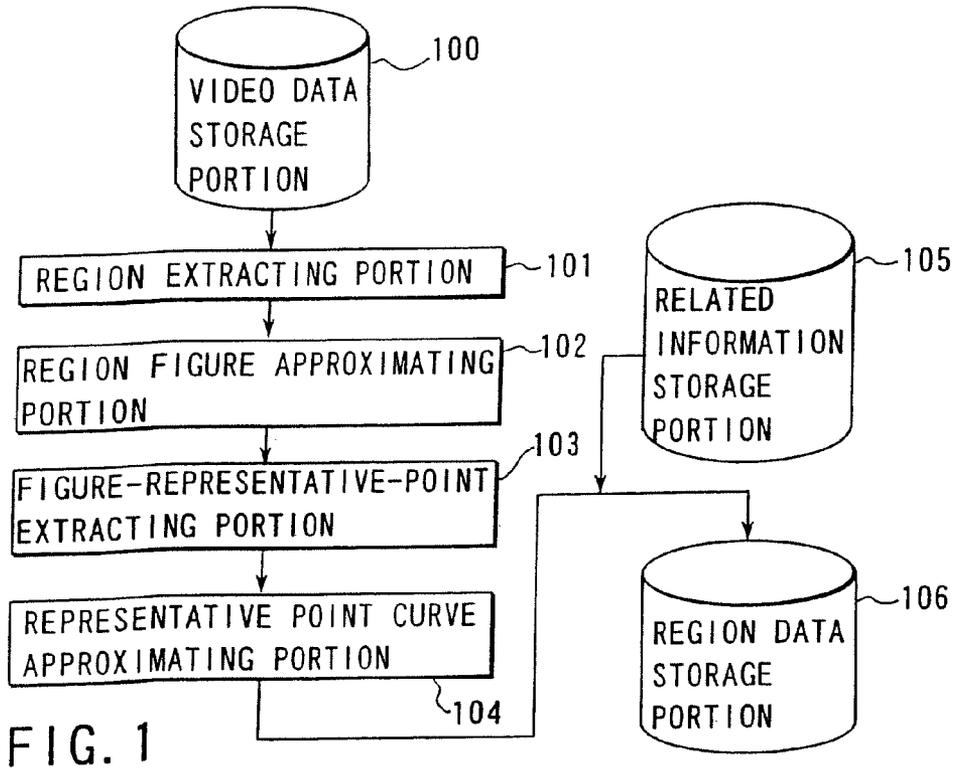 100
VIDEO DATA
STORAGE
PORTION
REGION EXTRACTING PORTION
101
REGION FIGURE APPROXIMATING
PORTION
102
FIGURE-REPRESENTATIVE-POINT
EXTRACTING PORTION
103
REPRESENTATIVE POINT CURVE
APPROXIMATING PORTION
104
RELATED
INFORMATION
STORAGE
PORTION
105
REGION DATA
STORAGE
PORTION
106
FIG. 1